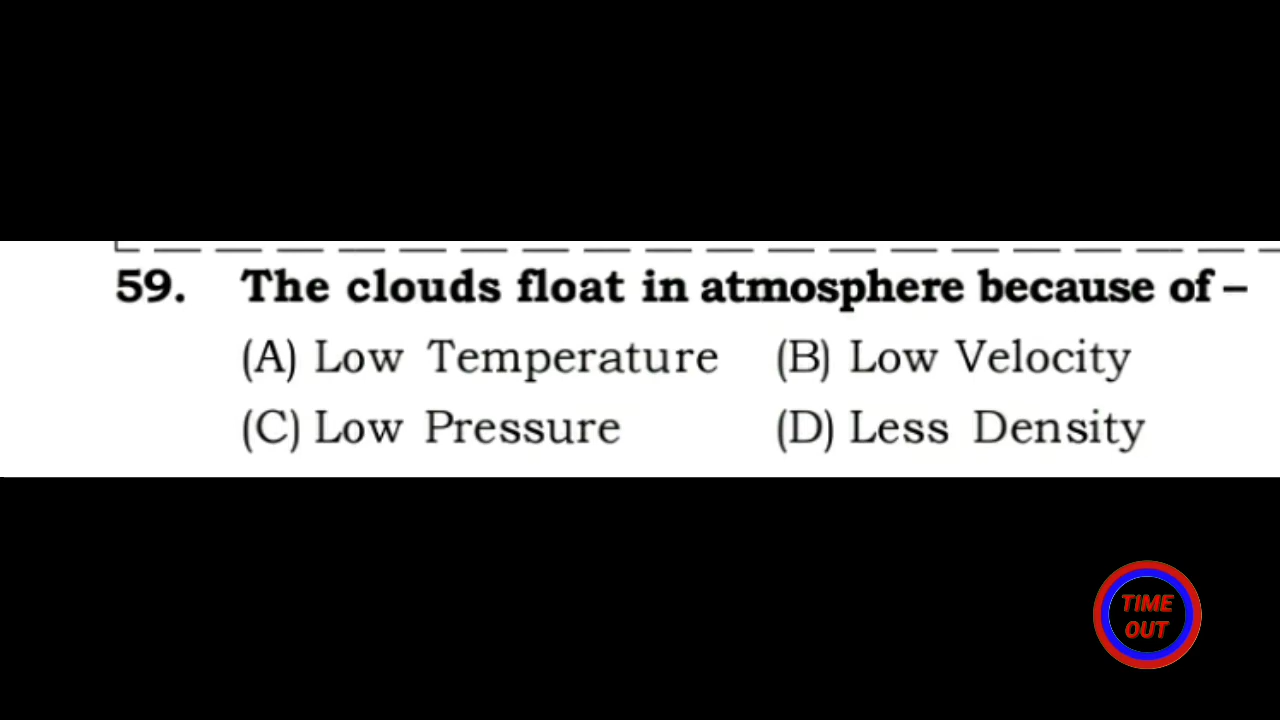 59. The clouds float in atmosphere because of –
(A) Low Temperature (B) Low Velocity
(C) Low Pressure (D) Less Density
TIME
OUT